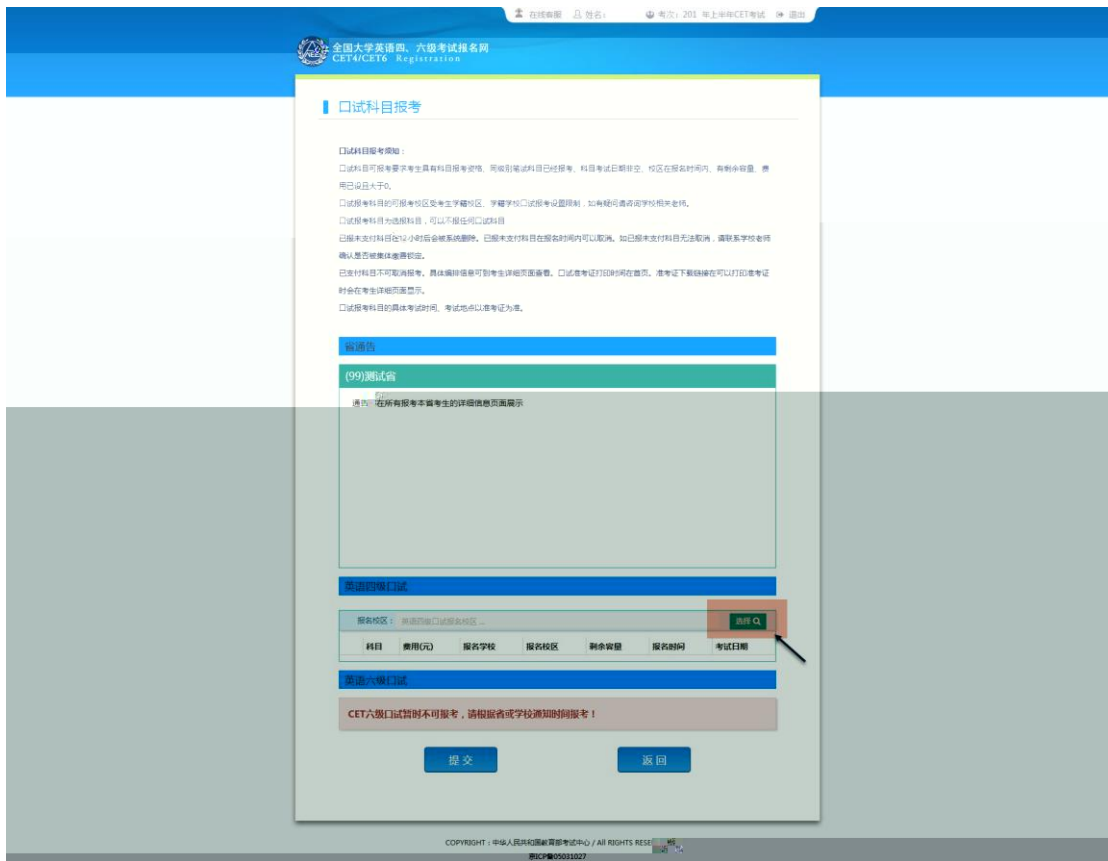 在线客服 姓名： 考次：201 年上半年CET考试 退出
全国大学英语四、六级考试报名网
CET4/CET6 Registration
口试科目报考
口试科目报考须知：
口试科目可报考要求考生具有科目报考资格、同级别笔试科目已经报考、科目考试日期非空、校区在报名时间内、有剩余容量、费
用已设且大于0。
口试报考科目的可报考校区受考生学籍校区、学籍学校口试报考设置限制，如有疑问请咨询学校相关老师。
口试报考科目为选报科目，可以不报任何口试科目
已报未支付科目在12小时后会被系统删除。已报未支付科目在报名时间内可以取消。如已报未支付科目无法取消，请联系学校老师
确认是否被集体缴费锁定。
已支付科目不可取消报考。具体编排信息可到考生详细页面查看。口试准考证打印时间在首页。准考证下载链接在可以打印准考证
时会在考生详细页面显示。
口试报考科目的具体考试时间、考试地点以准考证为准。
省通告
(99)测试省
通告 在所有报考本省考生的详细信息页面展示
英语四级口试
报名校区： 英语四级口试报名校区 ... 选择
科目 费用(元) 报名学校 报名校区 剩余容量 报名时间 考试日期
英语六级口试
CET六级口试暂时不可报考，请根据省或学校通知时间报考！
提 交 返 回
COPYRIGHT：中华人民共和国教育部考试中心 / All RIGHTS RESE
京ICP备05031027